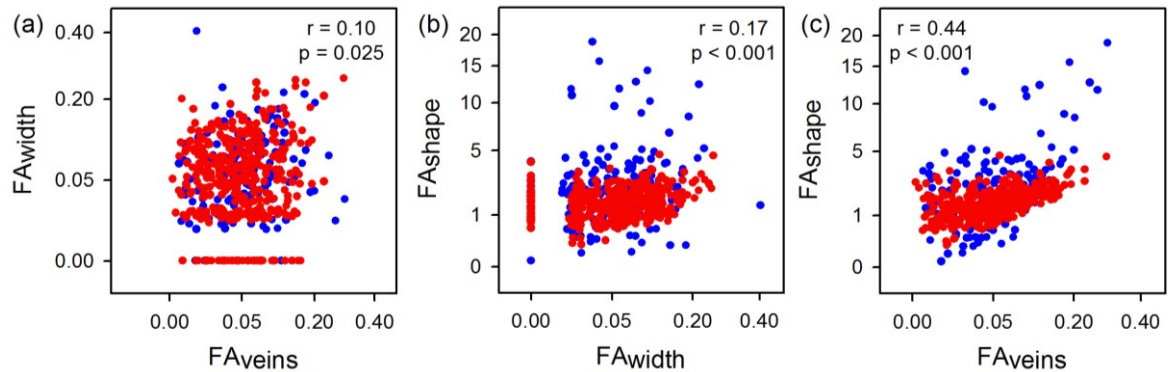 (a)
r = 0.10
p = 0.025
0.40
0.20
0.05
0.00
FAwidth
0.00 0.05 0.20 0.40
FAveins
(b)
r = 0.17
p < 0.001
20
15
10
5
1
0
FAshape
0.00 0.05 0.20 0.40
FAwidth
(c)
r = 0.44
p < 0.001
20
15
10
5
1
0
FAshape
0.00 0.05 0.20 0.40
FAveins